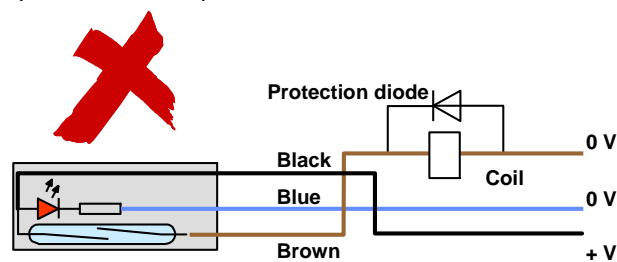 Protection diode
0 V
Black
Coil
Blue
0 V
Brown
+ V